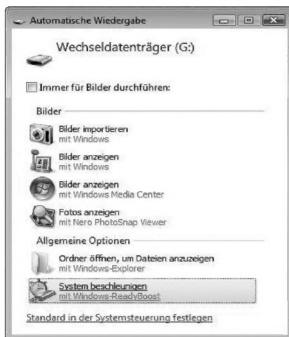 Automatische Wiedergabe
Wechseldatenträger (G:)
Immer für Bilder durchführen:
Bilder
Bilder importieren
mit Windows
Bilder anzeigen
mit Windows
Bilder anzeigen
mit Windows Media Center
Fotos anzeigen
mit Nero PhotoSnap Viewer
Allgemeine Optionen
Ordner öffnen, um Dateien anzuzeigen
mit Windows-Explorer
System beschleunigen
mit Windows-ReadyBoost
Standard in der Systemsteuerung festlegen